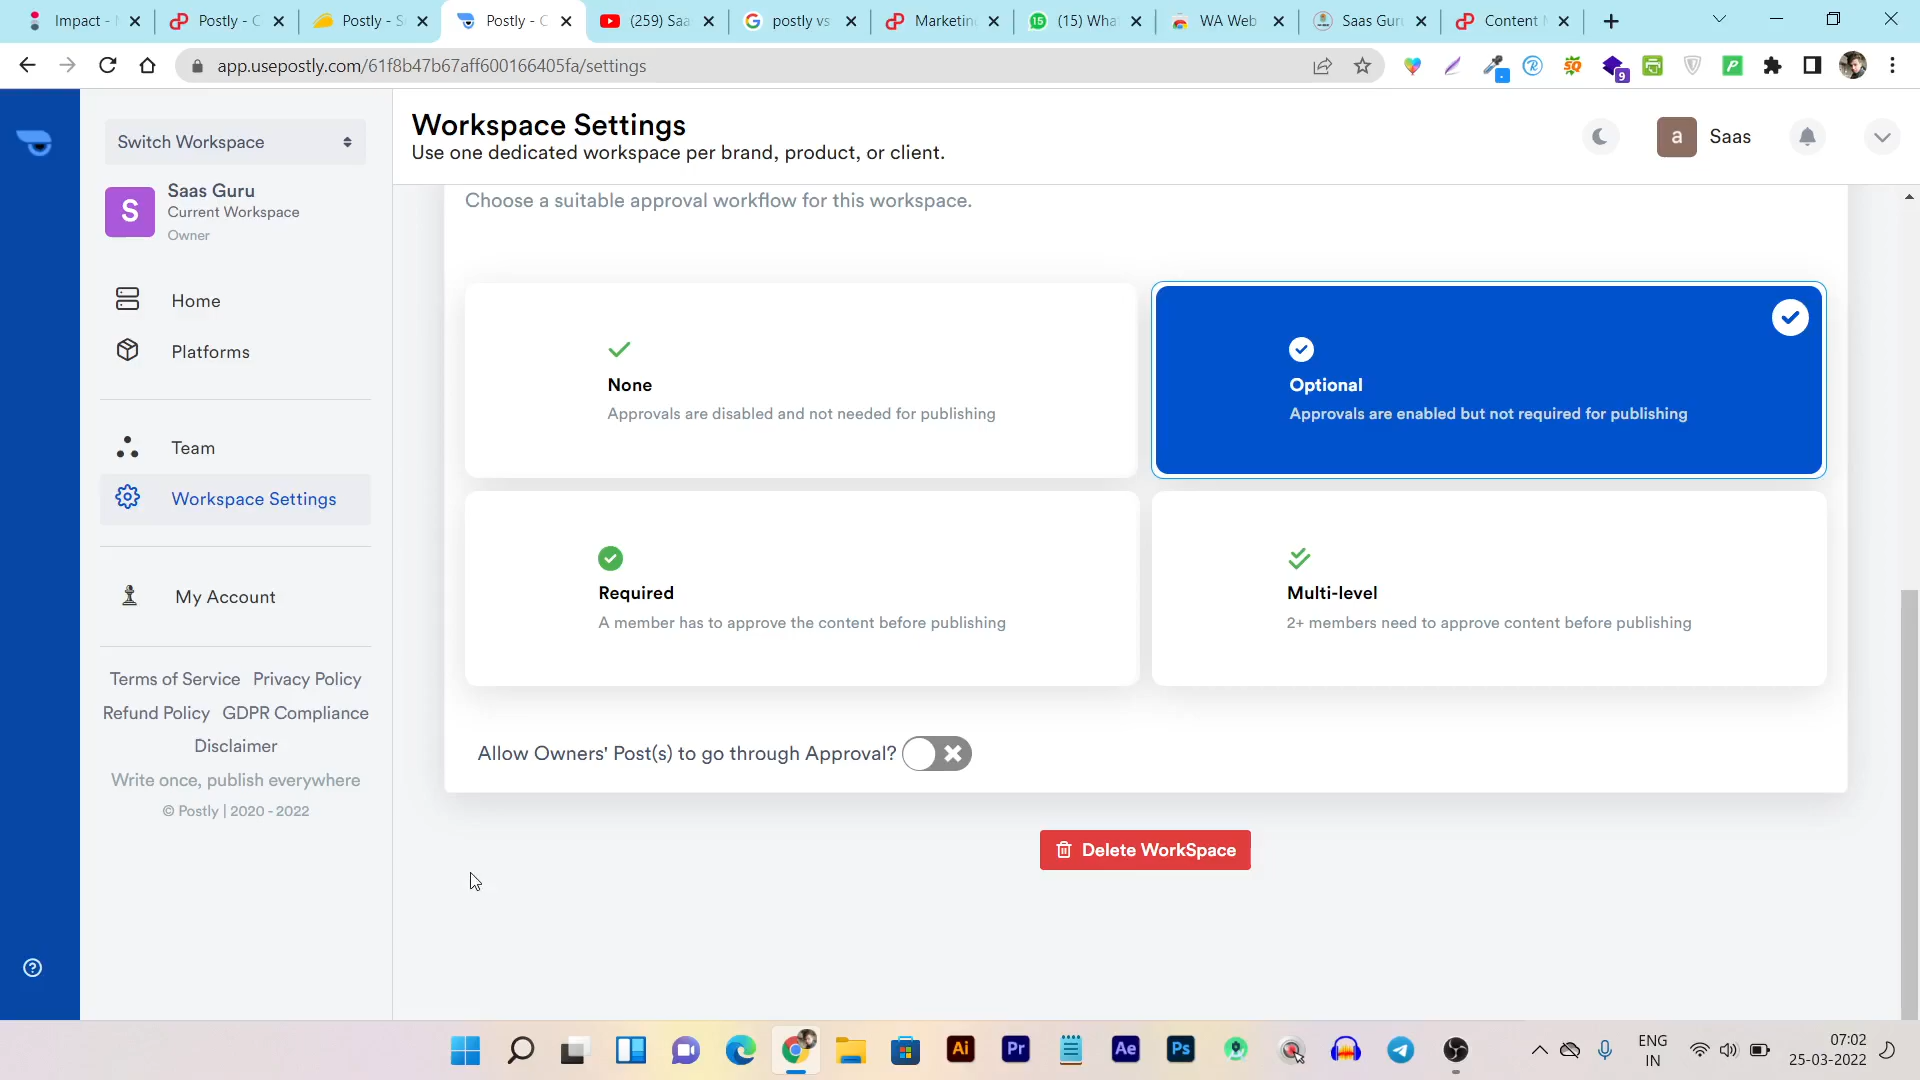 Impact -
Postly - C
Postly - S
Postly - C
(259) Saa
postly vs
Marketin
(15) Wha
WA Web
Saas Guru
Content M
app.usepostly.com/61f8b47b67aff600166405fa/settings
9
Switch Workspace
S
Saas Guru
Current Workspace
Owner
Home
Platforms
Team
Workspace Settings
My Account
Terms of Service Privacy Policy
Refund Policy GDPR Compliance
Disclaimer
Write once, publish everywhere
© Postly | 2020 - 2022
Workspace Settings
Use one dedicated workspace per brand, product, or client.
a
Saas
Choose a suitable approval workflow for this workspace.
None
Approvals are disabled and not needed for publishing
Optional
Approvals are enabled but not required for publishing
Required
A member has to approve the content before publishing
Multi-level
2+ members need to approve content before publishing
Allow Owners' Post(s) to go through Approval?
Delete WorkSpace
Ai
Pr
Ae
Ps
ENG
IN
07:02
25-03-2022